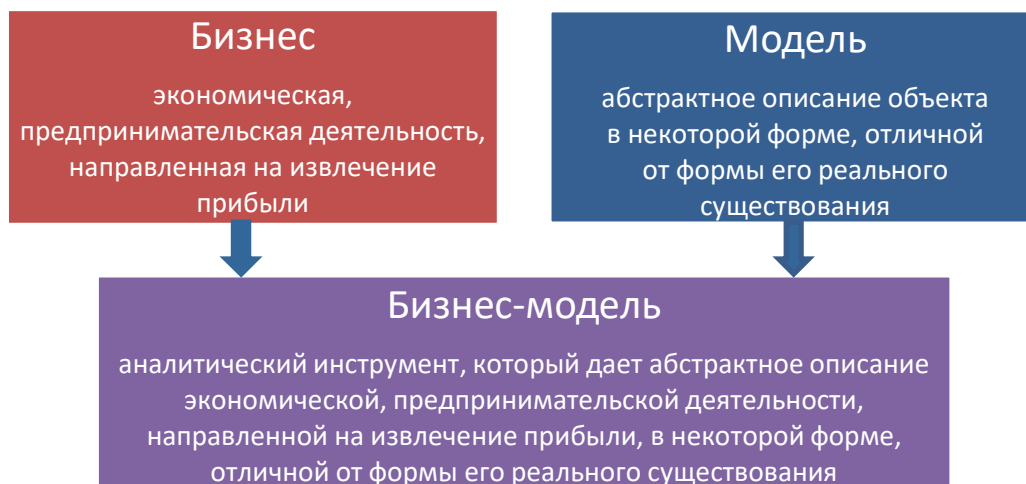 Бизнес
экономическая,
предпринимательская деятельность,
направленная на извлечение
прибыли
Модель
абстрактное описание объекта
в некоторой форме, отличной
от формы его реального
существования
Бизнес-модель
аналитический инструмент, который дает абстрактное описание
экономической, предпринимательской деятельности,
направленной на извлечение прибыли, в некоторой форме,
отличной от формы его реального существования